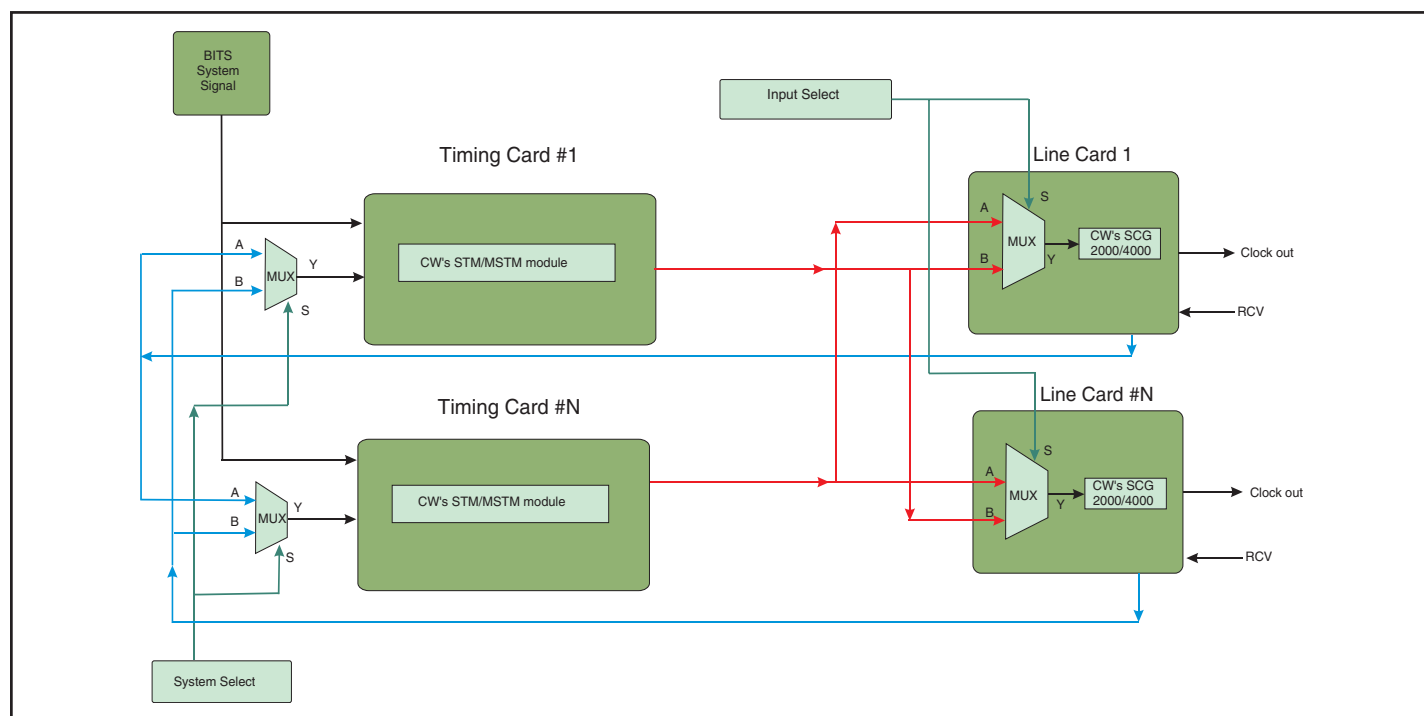 BITS
System
Signal
Input Select
Timing Card #1
Line Card 1
A
B
MUX
Y
S
CW's STM/MSTM module
A
B
S
MUX
Y
CW's SCG
2000/4000
Clock out
RCV
Timing Card #N
Line Card #N
A
B
MUX
Y
S
CW's STM/MSTM module
A
B
S
MUX
Y
CW's SCG
2000/4000
Clock out
RCV
System Select